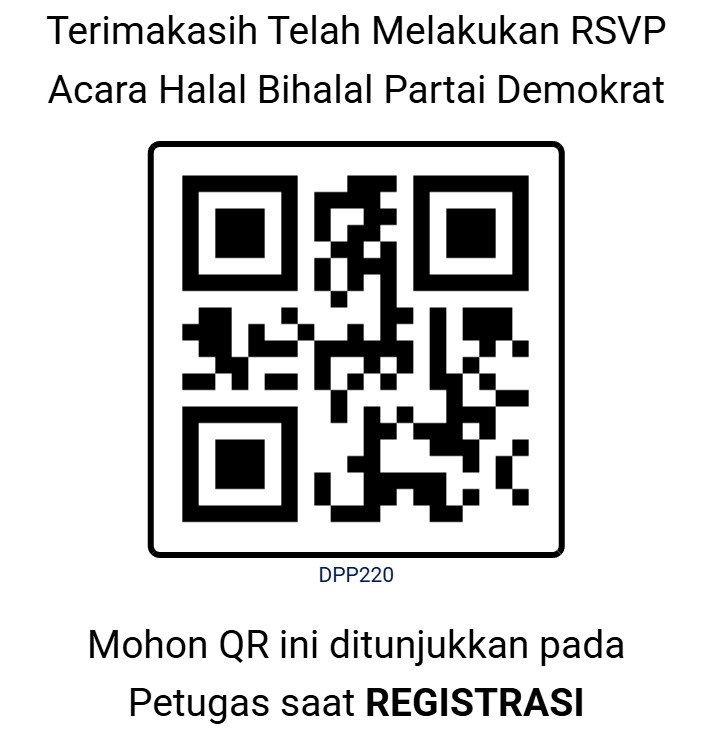 Terimakasih Telah Melakukan RSVP
Acara Halal Bihalal Partai Demokrat
DPP220
Mohon QR ini ditunjukkan pada
Petugas saat REGISTRASI